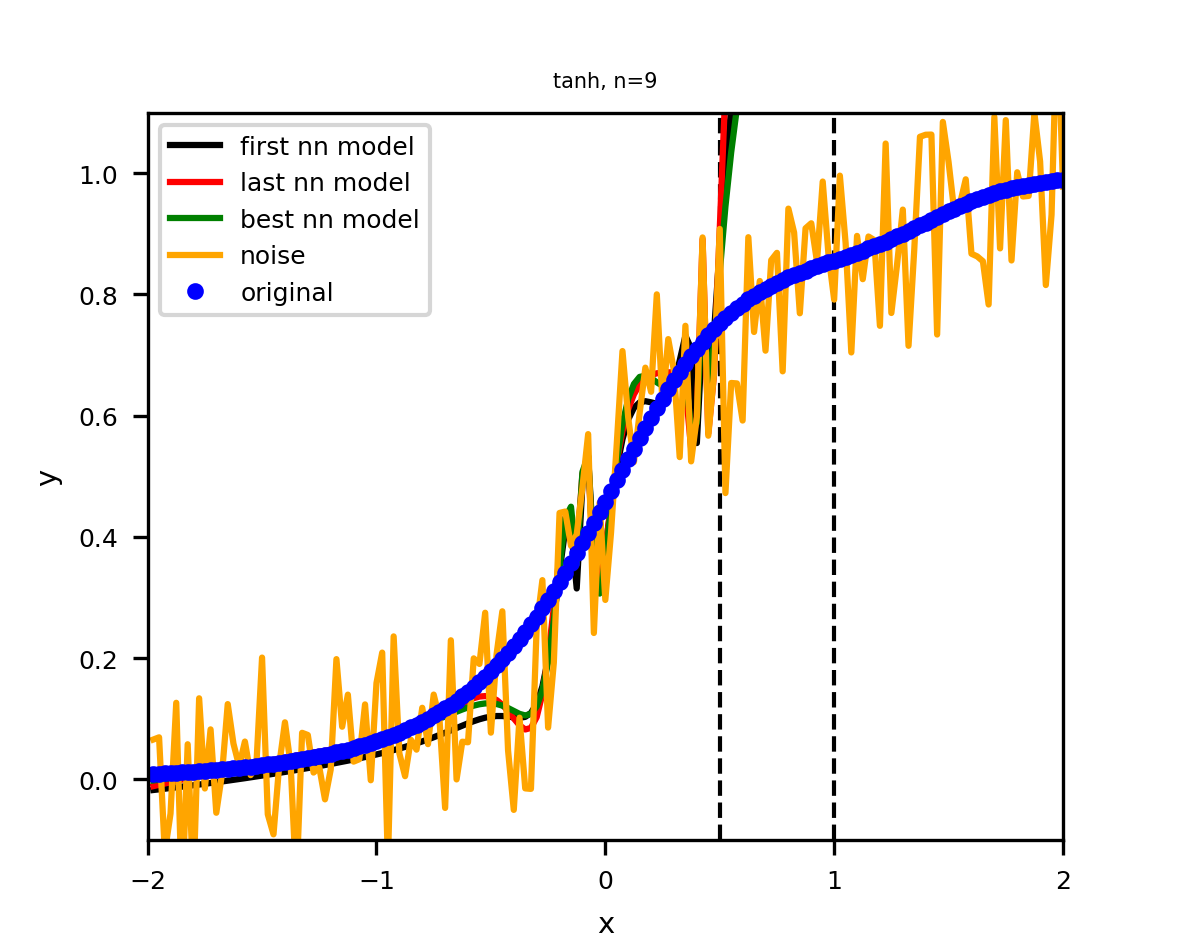 tanh, n=9
first nn model
last nn model
best nn model
noise
original
1.0
0.8
0.6
0.4
0.2
0.0
y
−2
−1
0
1
2
x